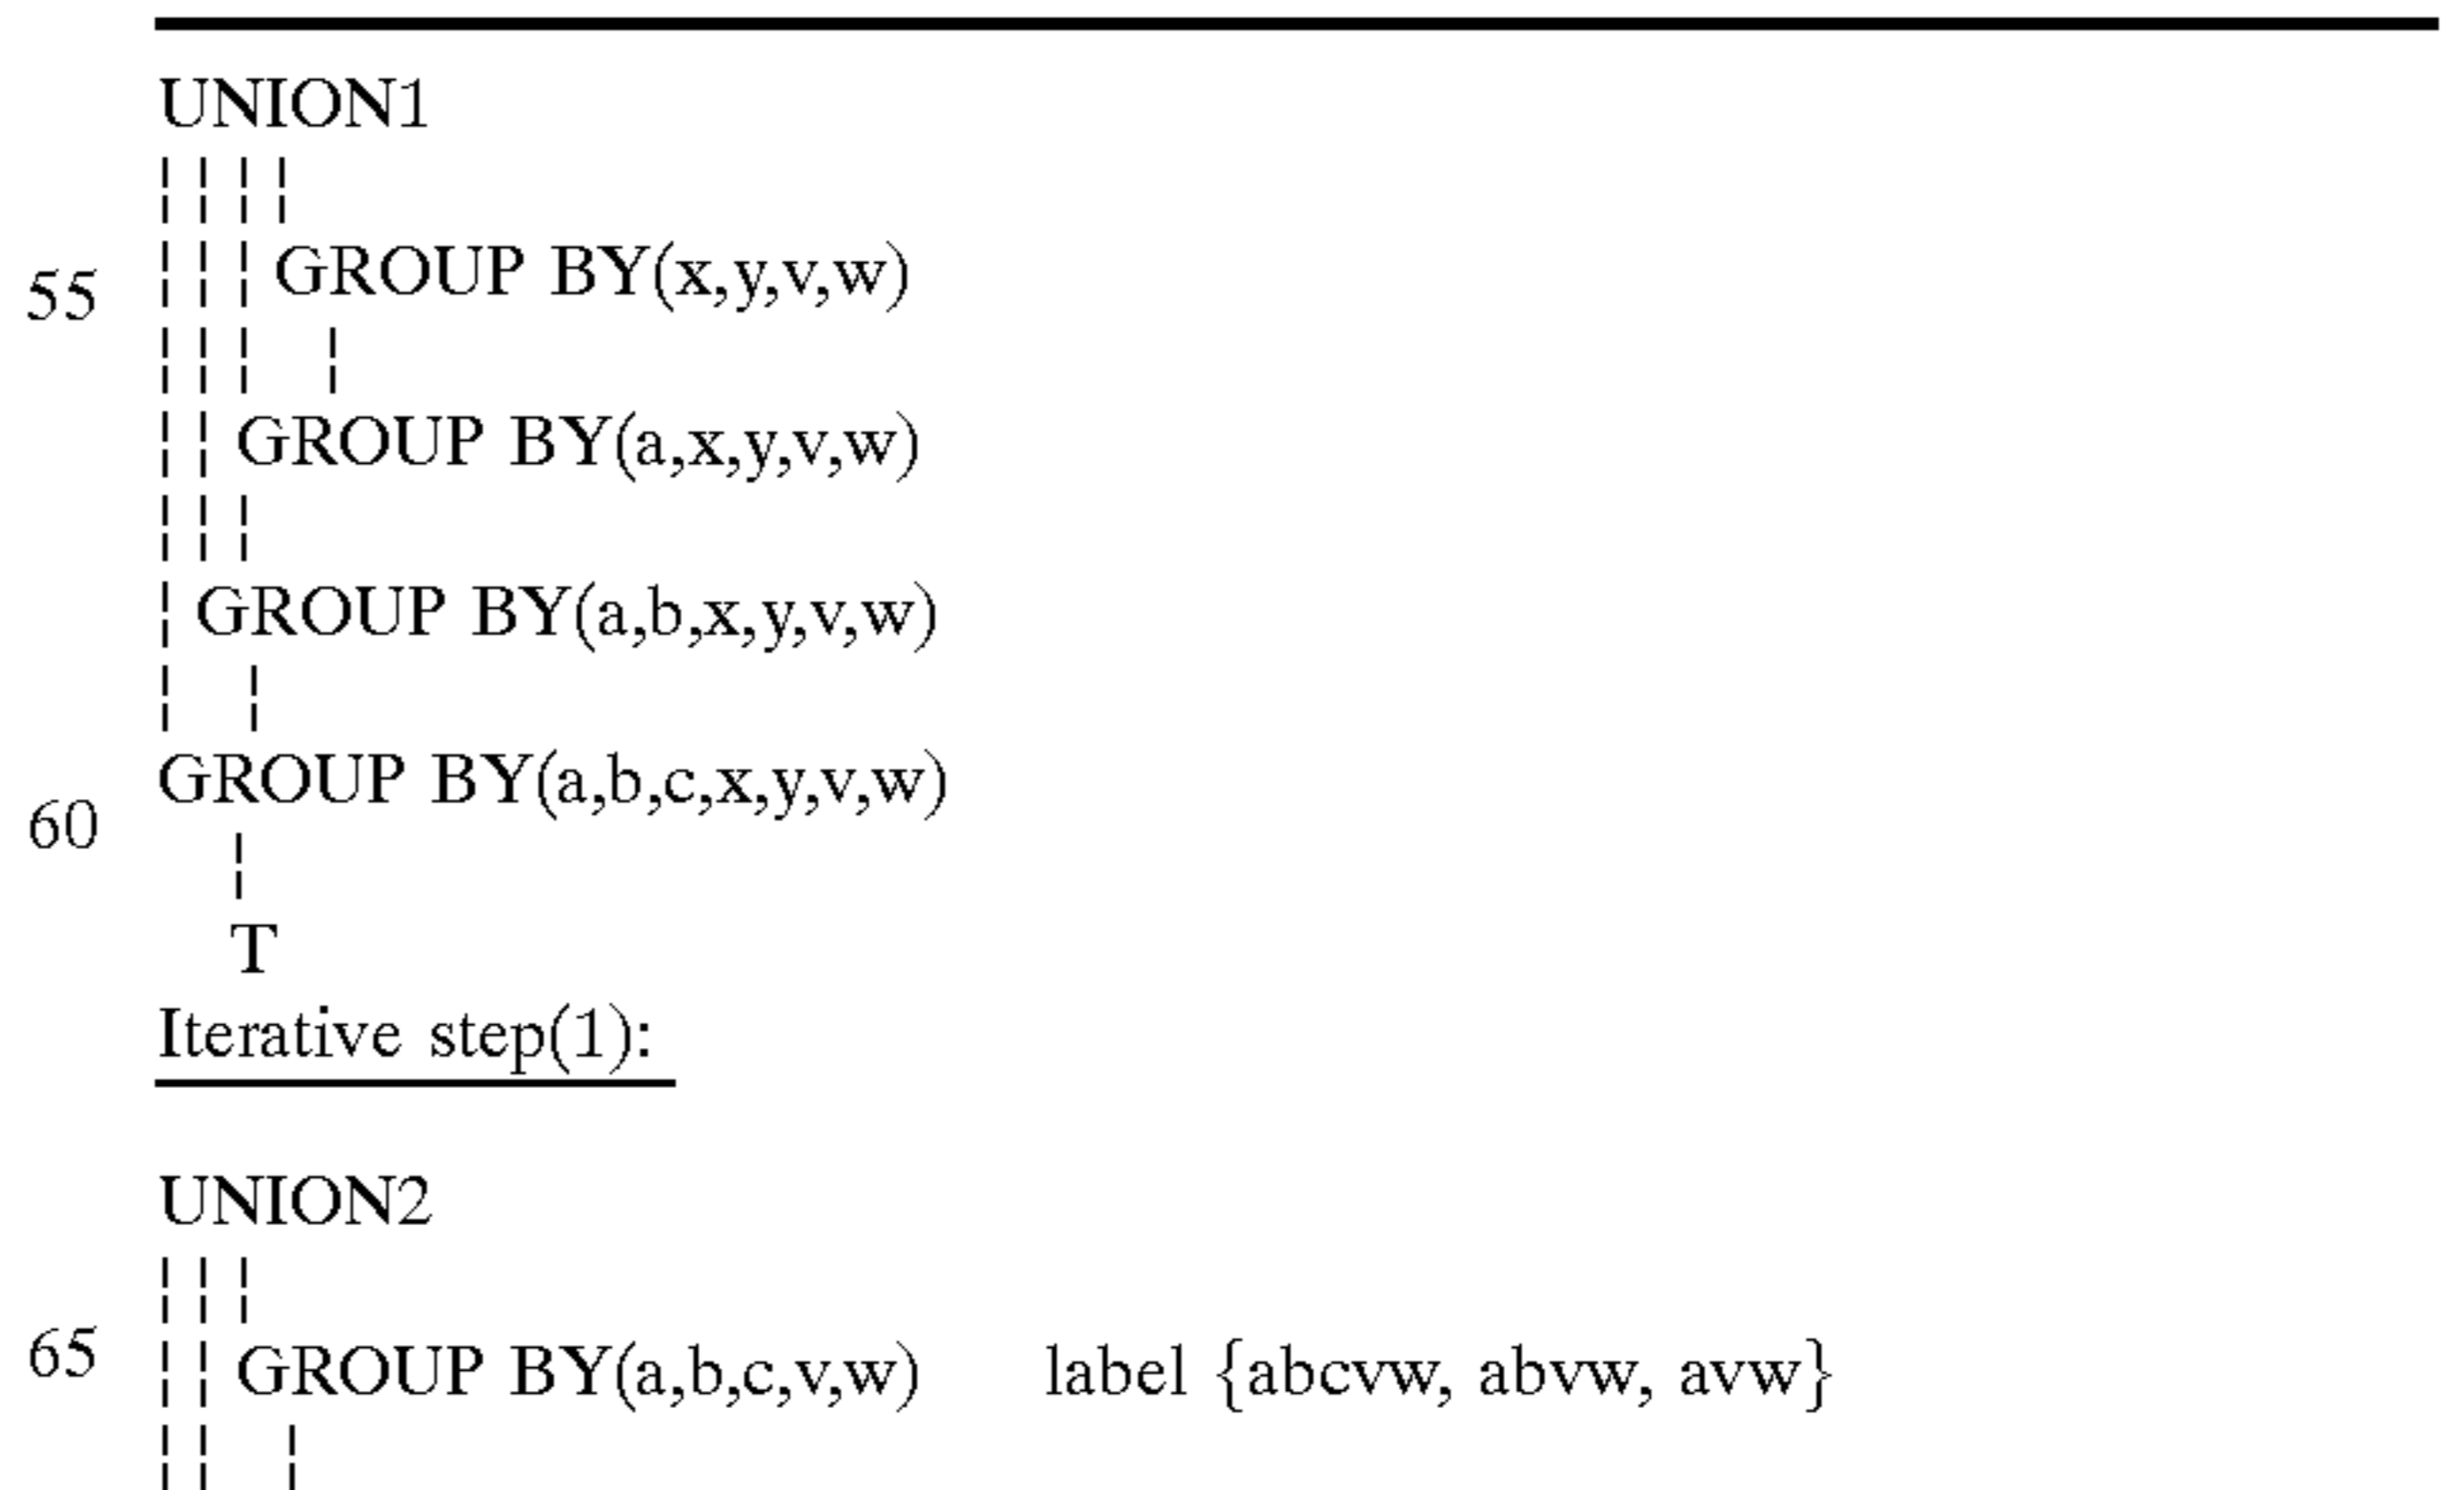 UNION1
| | | |
| | | |
55 | | | GROUP BY(x,y,v,w)
| | | |
| | | |
| | GROUP BY(a,x,y,v,w)
| | |
| | |
| GROUP BY(a,b,x,y,v,w)
| |
| |
60 GROUP BY(a,b,c,x,y,v,w)
|
|
T
Iterative step(1):
UNION2
| | |
| | |
65 | | GROUP BY(a,b,c,v,w) label {abcvw, abvw, avw}
| | |
| | |